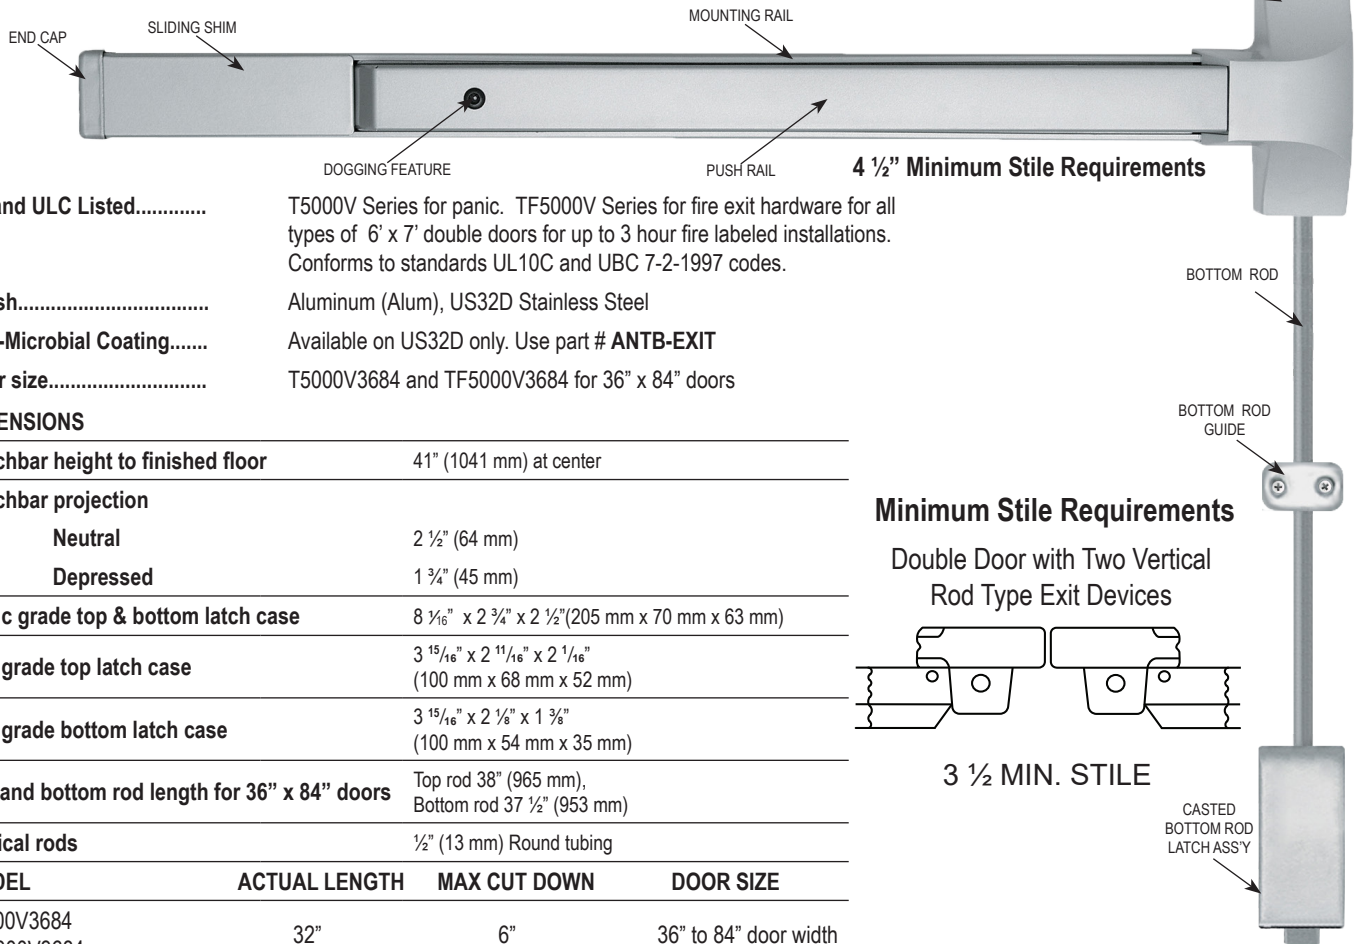 MOUNTING RAIL
SLIDING SHIM
END CAP
DOGGING FEATURE
PUSH RAIL
4 ½” Minimum Stile Requirements
and ULC Listed.............
T5000V Series for panic. TF5000V Series for fire exit hardware for all
types of 6’ x 7’ double doors for up to 3 hour fire labeled installations.
Conforms to standards UL10C and UBC 7-2-1997 codes.
sh...................................
Aluminum (Alum), US32D Stainless Steel
-Microbial Coating.......
Available on US32D only. Use part # ANTB-EXIT
r size.............................
T5000V3684 and TF5000V3684 for 36” x 84” doors
ENSIONS
chbar height to finished floor
41” (1041 mm) at center
chbar projection
Neutral
2 ½” (64 mm)
Depressed
1 ¾” (45 mm)
c grade top & bottom latch case
8 1⁄16” x 2 ¾” x 2 ½”(205 mm x 70 mm x 63 mm)
grade top latch case
3 15/16” x 2 11/16” x 2 1/16”
(100 mm x 68 mm x 52 mm)
grade bottom latch case
3 15/16” x 2 ⅛” x 1 ⅜”
(100 mm x 54 mm x 35 mm)
and bottom rod length for 36” x 84” doors
Top rod 38” (965 mm),
Bottom rod 37 ½” (953 mm)
ical rods
½” (13 mm) Round tubing
DEL
ACTUAL LENGTH
MAX CUT DOWN
DOOR SIZE
00V3684
32”
6”
36” to 84” door width
BOTTOM ROD
BOTTOM ROD
GUIDE
Minimum Stile Requirements
Double Door with Two Vertical
Rod Type Exit Devices
3 ½ MIN. STILE
CASTED
BOTTOM ROD
LATCH ASS'Y